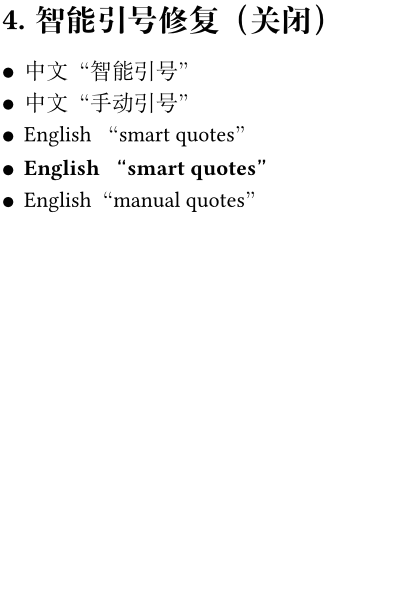 4. 智能引号修复（关闭）
● 中文“智能引号”
● 中文“手动引号”
● English “smart quotes”
● English “smart quotes”
● English “manual quotes”